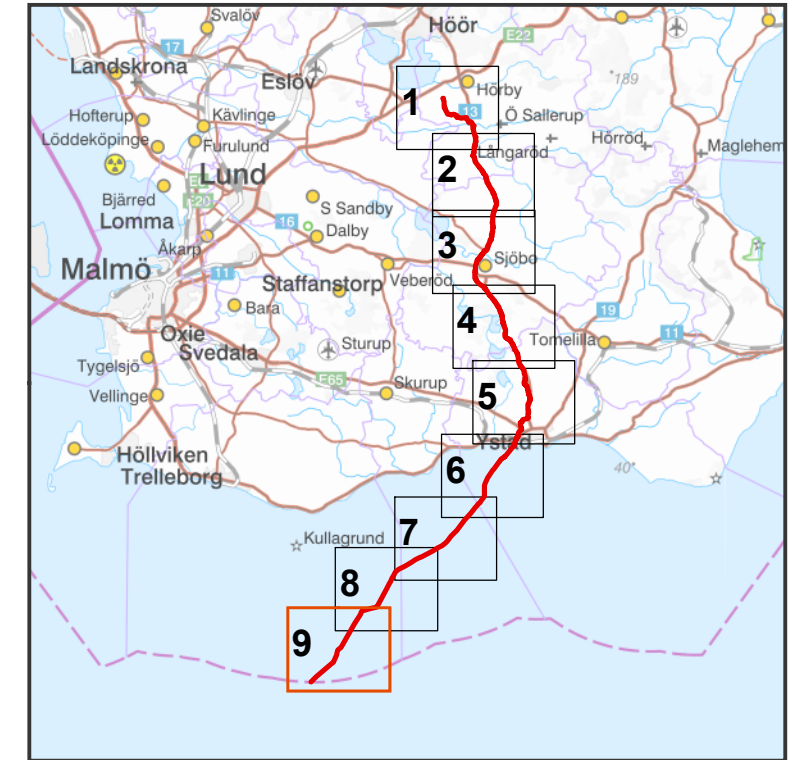 Svalöv
Höör
E22
17
Landskrona
Eslöv
189
Hörby
1
13
Hofterup
Kävlinge
Ö Sallerup
Löddeköpinge
Furulund
Hörröd
Maglehem
Långaröd
2
Lund
Bjärred
E20
S Sandby
Lomma
16
Dalby
Åkarp
3
Sjöbo
Malmö
11
Veberöd
Staffanstorp
Bara
4
19
Oxie
Tomelilla
11
Svedala
Sturup
Tygelsjö
E65
Skurup
Vellinge
5
Ystad
Höllviken
6
40
Trelleborg
Kullagrund
7
8
9